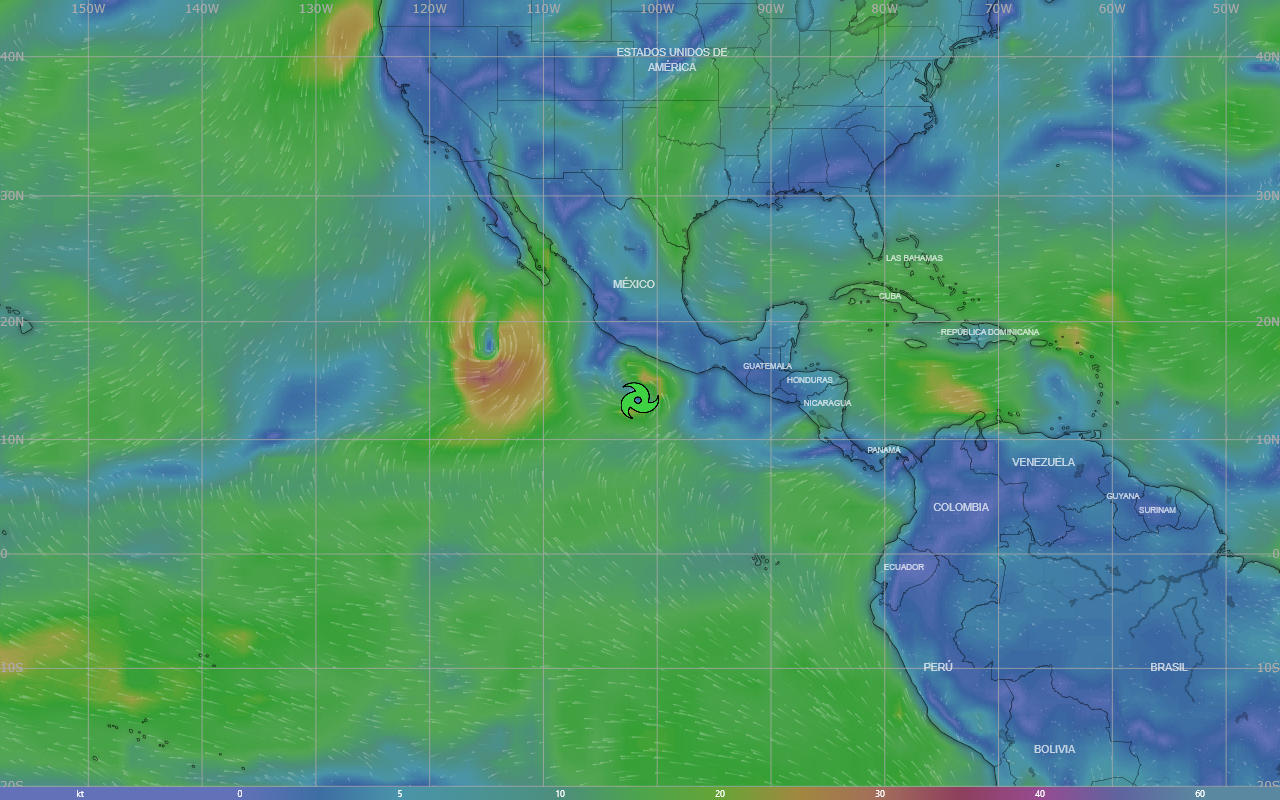 150W 140W 130W 120W 110W 100W 90W 80W 70W 60W 50W
ESTADOS UNIDOS DE
AMÉRICA
40N 40N
30N 30N
LAS BAHAMAS
MÉXICO
CUBA
20N 20N
REPÚBLICA DOMINICANA
GUATEMALA
HONDURAS
NICARAGUA
10N 10N
PANAMÁ
VENEZUELA
GUYANA
SURINAM
COLOMBIA
0 0
ECUADOR
10S 10S
PERÚ
BRASIL
BOLIVIA
20S 20S
kt 0 5 10 20 30 40 60